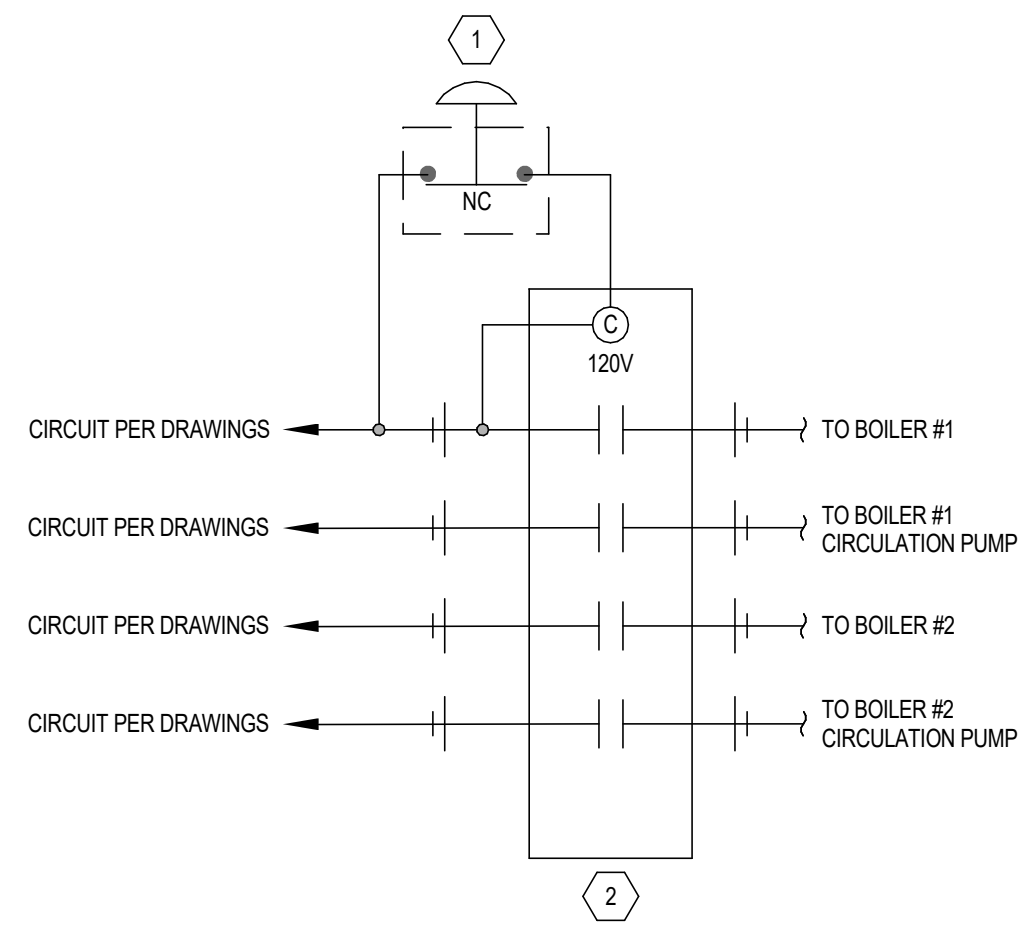 1
NC
C
120V
CIRCUIT PER DRAWINGS
TO BOILER #1
CIRCUIT PER DRAWINGS
TO BOILER #1
CIRCULATION PUMP
CIRCUIT PER DRAWINGS
TO BOILER #2
CIRCUIT PER DRAWINGS
TO BOILER #2
CIRCULATION PUMP
2